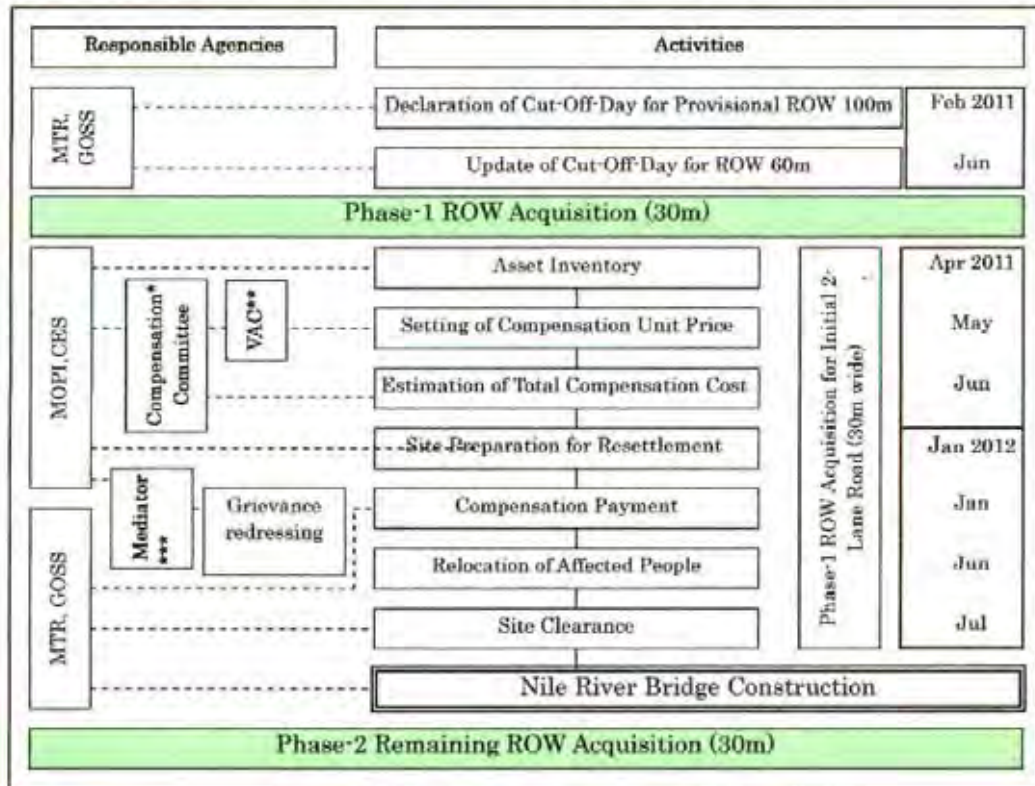 Responsible Agencies
Activities
MTR,
GOSS
Declaration of Cut-Off-Day for Provisional ROW 100m
Feb 2011
Update of Cut-Off-Day for ROW 60m
Jun
Phase-1 ROW Acquisition (30m)
MOPI,CES
Compensation*
Committee
VAC**
Asset Inventory
Apr 2011
Setting of Compensation Unit Price
May
Estimation of Total Compensation Cost
Jun
Site Preparation for Resettlement
Jan 2012
Phase-1 ROW Acquisition for Initial 2-
Lane Road (30m wide)
MTR, GOSS
Mediator
***
Grievance
redressing
Compensation Payment
Jan
Relocation of Affected People
Jun
Site Clearance
Jul
Nile River Bridge Construction
Phase-2 Remaining ROW Acquisition (30m)